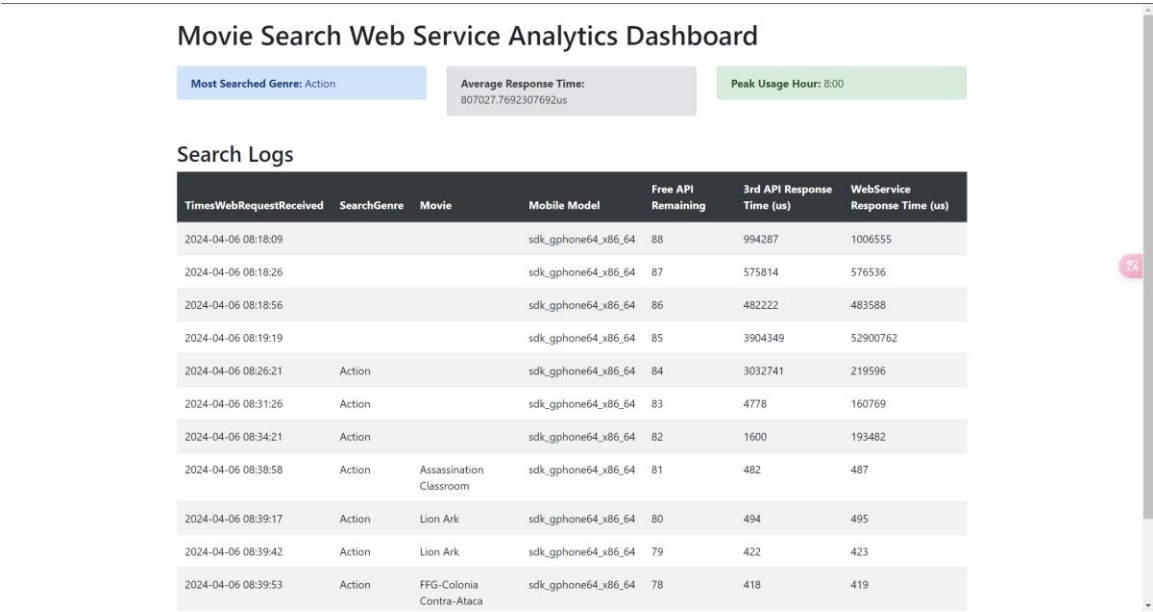 Movie Search Web Service Analytics Dashboard
Most Searched Genre: Action
Average Response Time:
807027.7692307692us
Peak Usage Hour: 8:00
Search Logs
TimesWebRequestReceived SearchGenre Movie Mobile Model Free API Remaining 3rd API Response Time (us) WebService Response Time (us)
2024-04-06 08:18:09 sdk_gphone64_x86_64 88 994287 1006555
2024-04-06 08:18:26 sdk_gphone64_x86_64 87 575814 576536
2024-04-06 08:18:56 sdk_gphone64_x86_64 86 482222 483588
2024-04-06 08:19:19 sdk_gphone64_x86_64 85 3904349 52900762
2024-04-06 08:26:21 Action sdk_gphone64_x86_64 84 3032741 219596
2024-04-06 08:31:26 Action sdk_gphone64_x86_64 83 4778 160769
2024-04-06 08:34:21 Action sdk_gphone64_x86_64 82 1600 193482
2024-04-06 08:38:58 Action Assassination Classroom sdk_gphone64_x86_64 81 482 487
2024-04-06 08:39:17 Action Lion Ark sdk_gphone64_x86_64 80 494 495
2024-04-06 08:39:42 Action Lion Ark sdk_gphone64_x86_64 79 422 423
2024-04-06 08:39:53 Action FFG-Colonia Contra-Ataca sdk_gphone64_x86_64 78 418 419